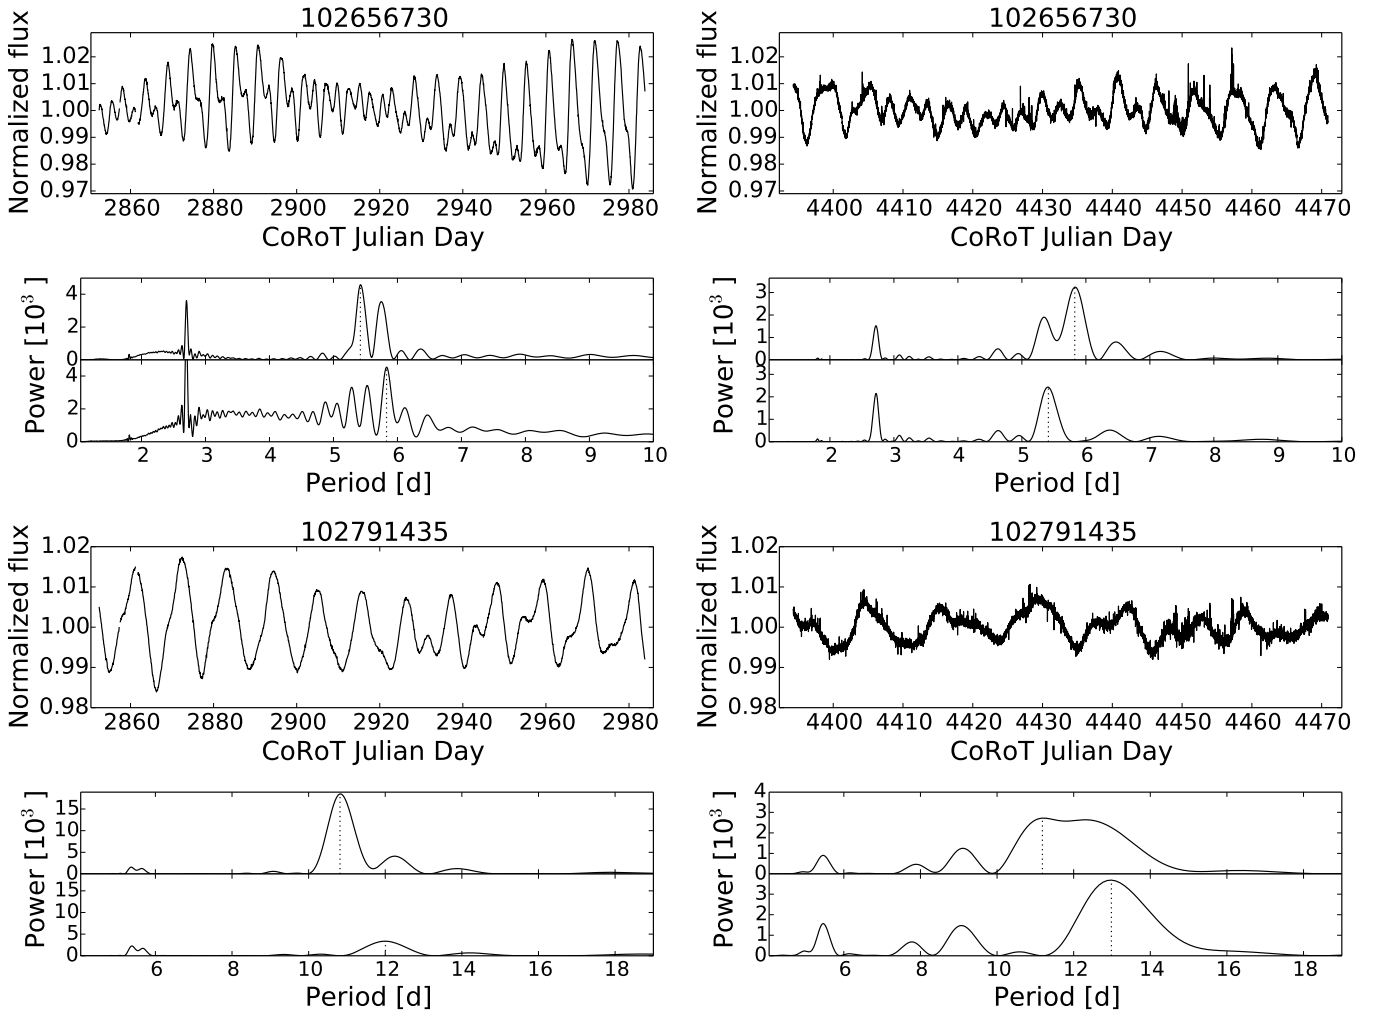 102656730
Normalized flux
1.02
1.01
1.00
0.99
0.98
0.97
2860 2880 2900 2920 2940 2960 2980
CoRoT Julian Day
102656730
Normalized flux
1.02
1.01
1.00
0.99
0.98
0.97
4400 4410 4420 4430 4440 4450 4460 4470
CoRoT Julian Day
Power [10³ ]
4
2
0
4
2
0
2 3 4 5 6 7 8 9 10
Period [d]
Power [10³ ]
3
2
1
0
3
2
1
0
2 3 4 5 6 7 8 9 10
Period [d]
102791435
Normalized flux
1.02
1.01
1.00
0.99
0.98
2860 2880 2900 2920 2940 2960 2980
CoRoT Julian Day
102791435
Normalized flux
1.02
1.01
1.00
0.99
0.98
4400 4410 4420 4430 4440 4450 4460 4470
CoRoT Julian Day
Power [10³ ]
15
10
5
0
15
10
5
0
6 8 10 12 14 16 18
Period [d]
Power [10³ ]
4
3
2
1
0
3
2
1
0
6 8 10 12 14 16 18
Period [d]